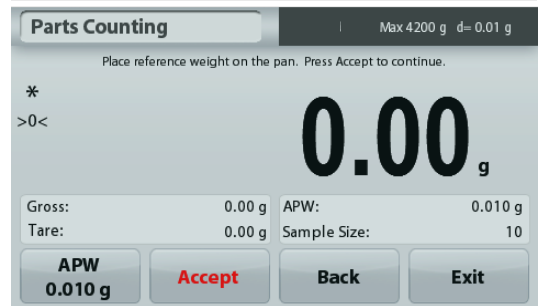 Parts Counting
Max 4200 g d= 0.01 g
Place reference weight on the pan. Press Accept to continue.
*
>0<
0.00 g
Gross: 0.00 g APW: 0.010 g
Tare: 0.00 g Sample Size: 10
APW
0.010 g
Accept
Back
Exit